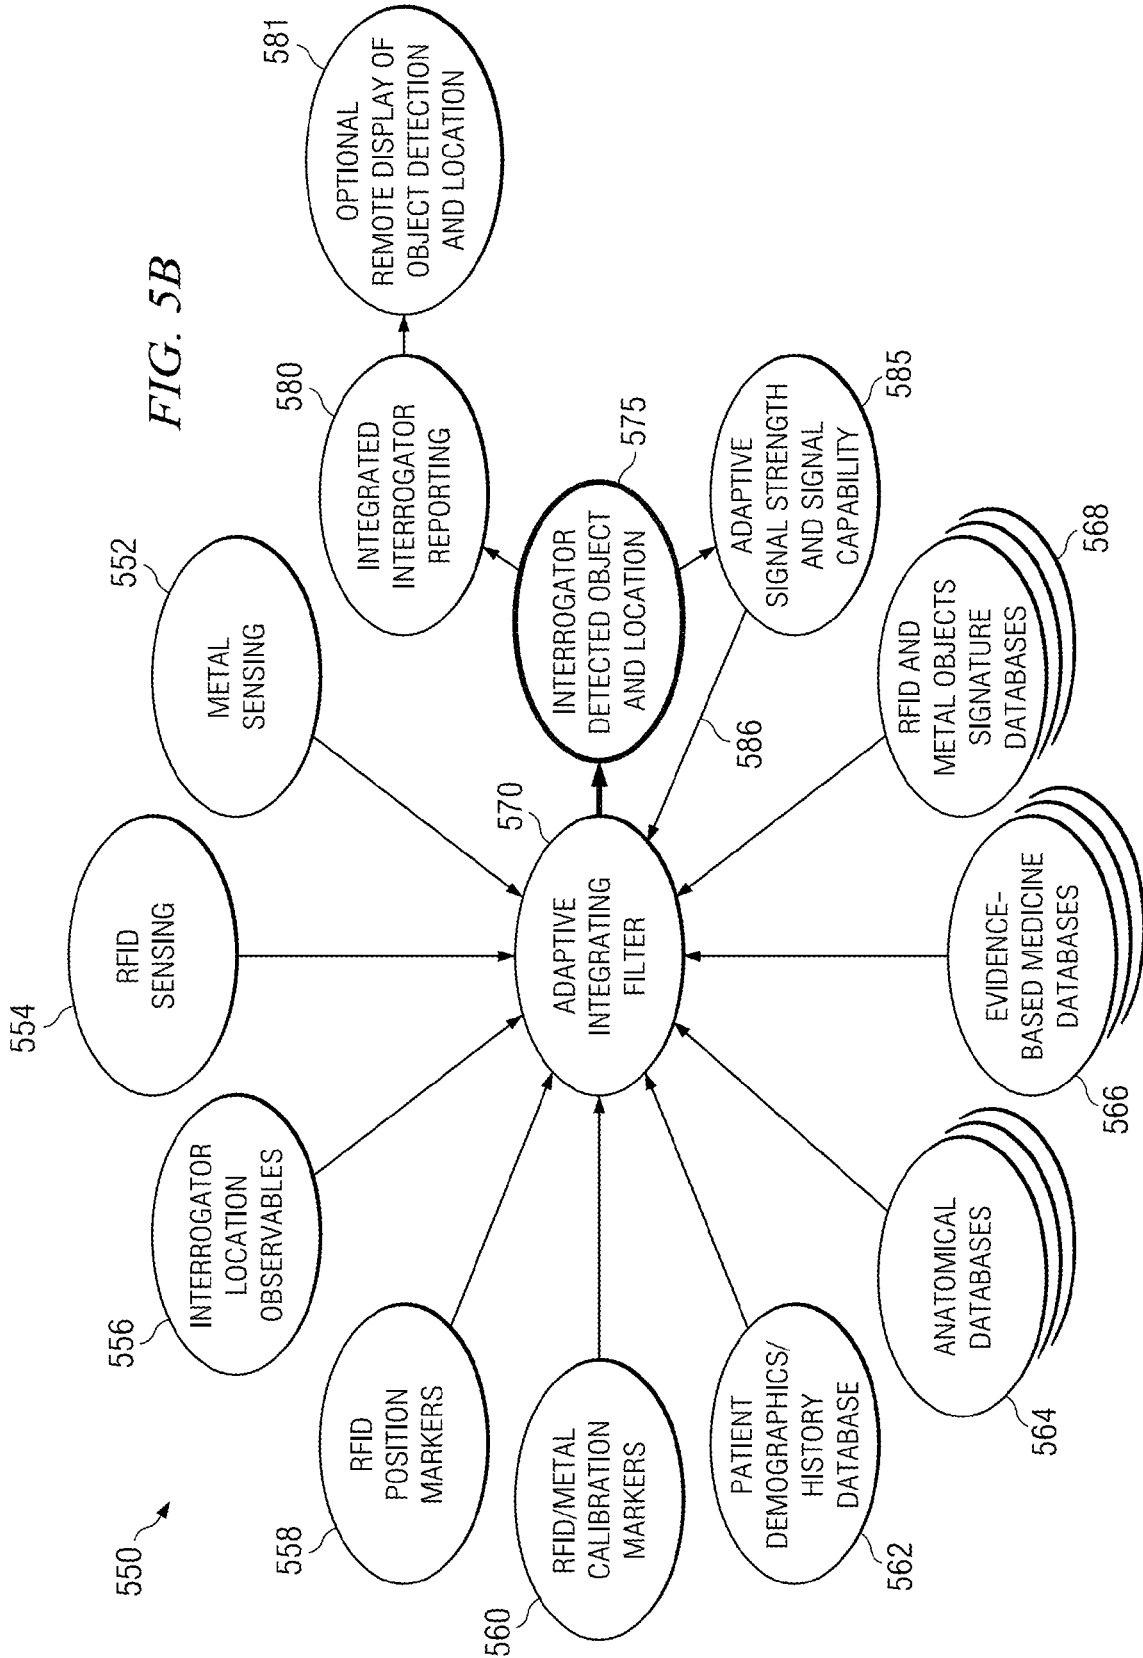 FIG. 5B
550
552
METAL
SENSING
554
RFID
SENSING
556
INTERROGATOR
LOCATION
OBSERVABLES
558
RFID
POSITION
MARKERS
560
RFID/METAL
CALIBRATION
MARKERS
562
PATIENT
DEMOGRAPHICS/
HISTORY
DATABASE
564
ANATOMICAL
DATABASES
566
EVIDENCE-
BASED MEDICINE
DATABASES
568
RFID AND
METAL OBJECTS
SIGNATURE
DATABASES
570
ADAPTIVE
INTEGRATING
FILTER
575
INTERROGATOR
DETECTED OBJECT
AND LOCATION
580
INTEGRATED
INTERROGATOR
REPORTING
581
OPTIONAL
REMOTE DISPLAY OF
OBJECT DETECTION
AND LOCATION
585
ADAPTIVE
SIGNAL STRENGTH
AND SIGNAL
CAPABILITY
586